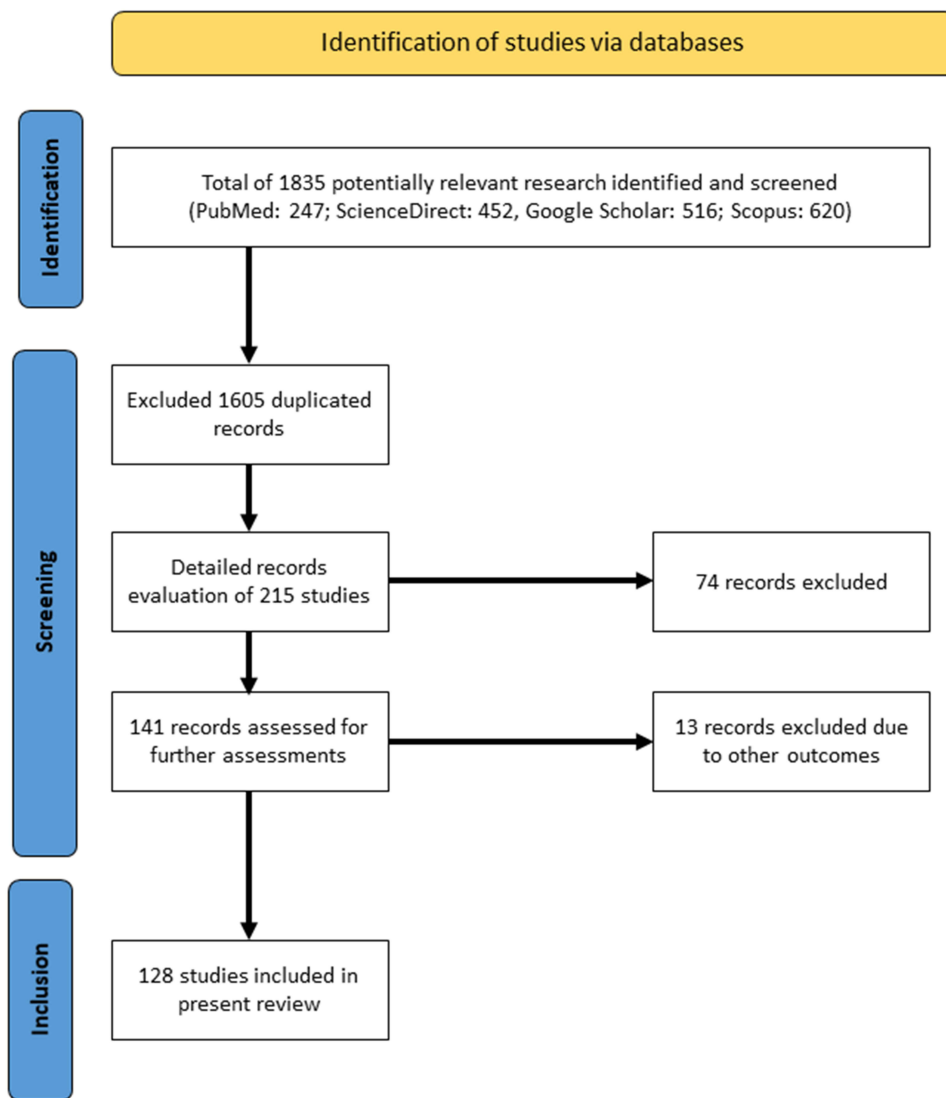 Identification of studies via databases
Identification
Total of 1835 potentially relevant research identified and screened
(PubMed: 247; ScienceDirect: 452, Google Scholar: 516; Scopus: 620)
Screening
Excluded 1605 duplicated
records
Detailed records
evaluation of 215 studies
74 records excluded
141 records assessed for
further assessments
13 records excluded due
to other outcomes
Inclusion
128 studies included in
present review